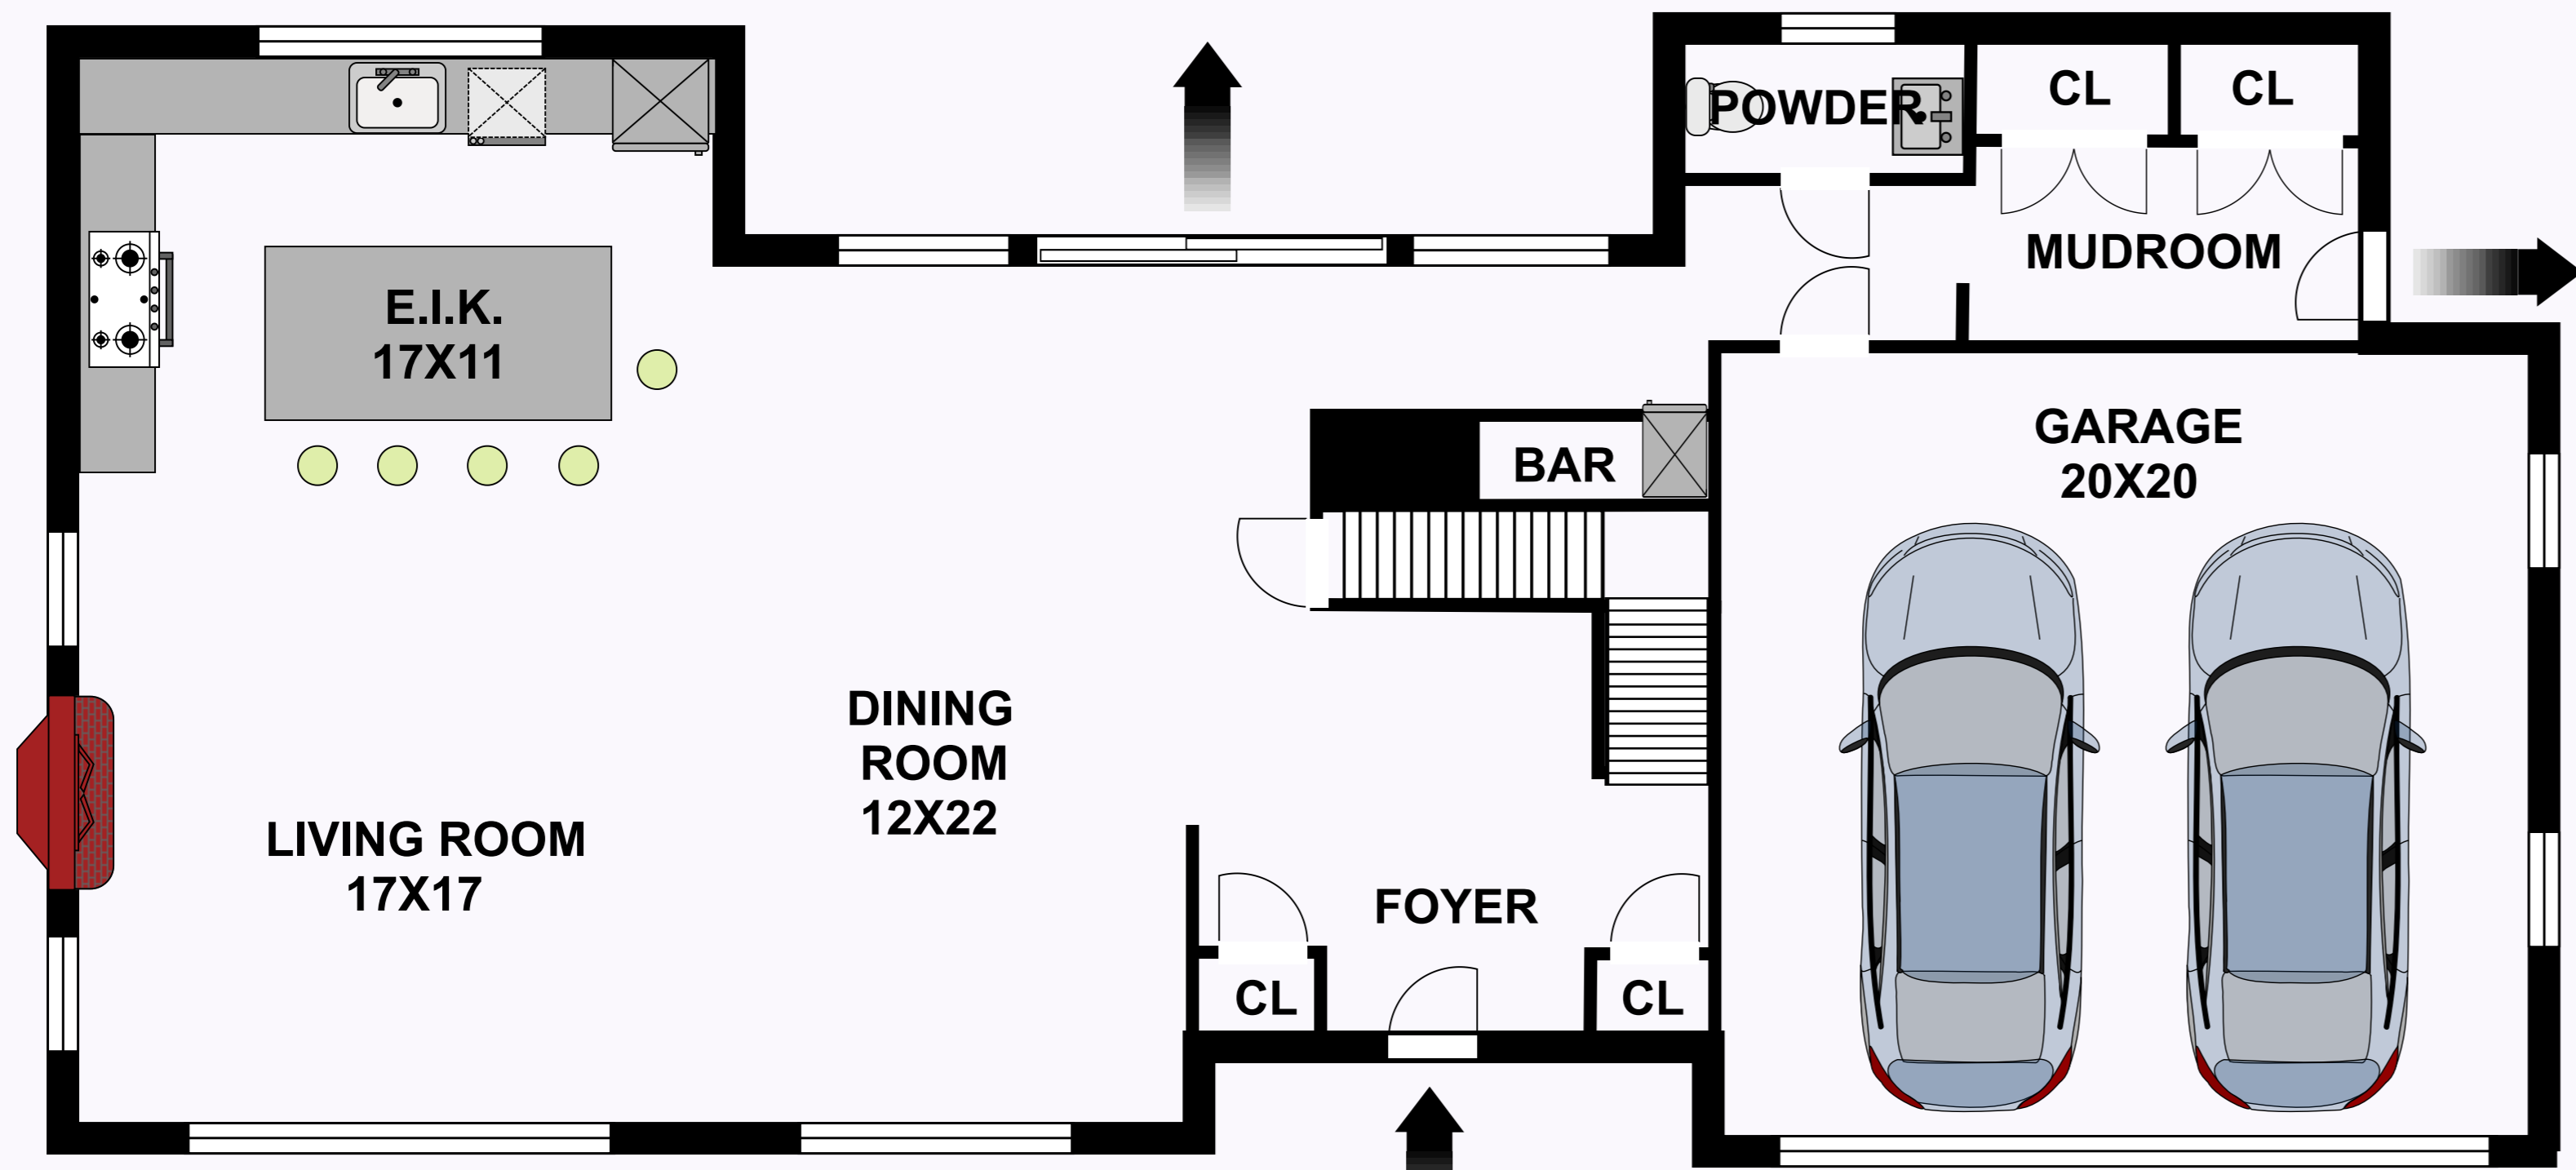 POWDER
CL
CL
MUDROOM
E.I.K.
17X11
BAR
GARAGE
20X20
DINING
ROOM
12X22
LIVING ROOM
17X17
FOYER
CL
CL